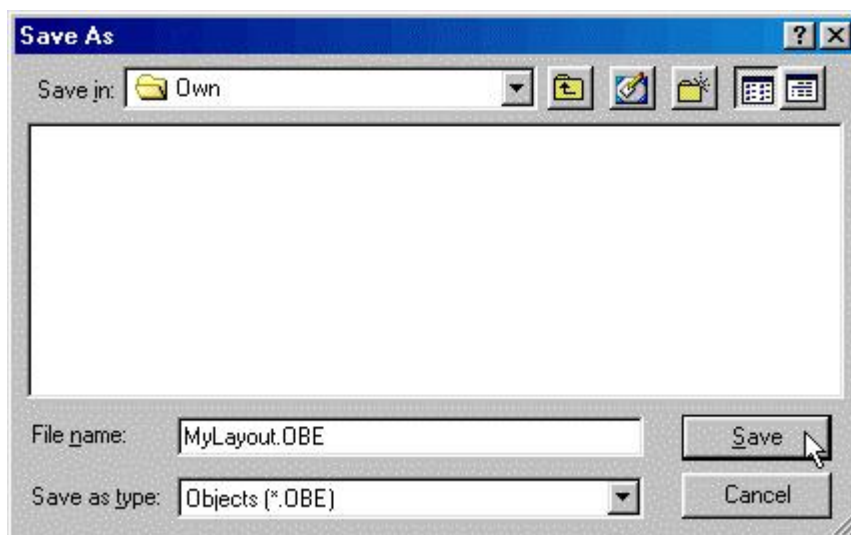 Save As
Save in: Own
File name: MyLayout.OBE Save
Save as type: Objects (*.OBE) Cancel